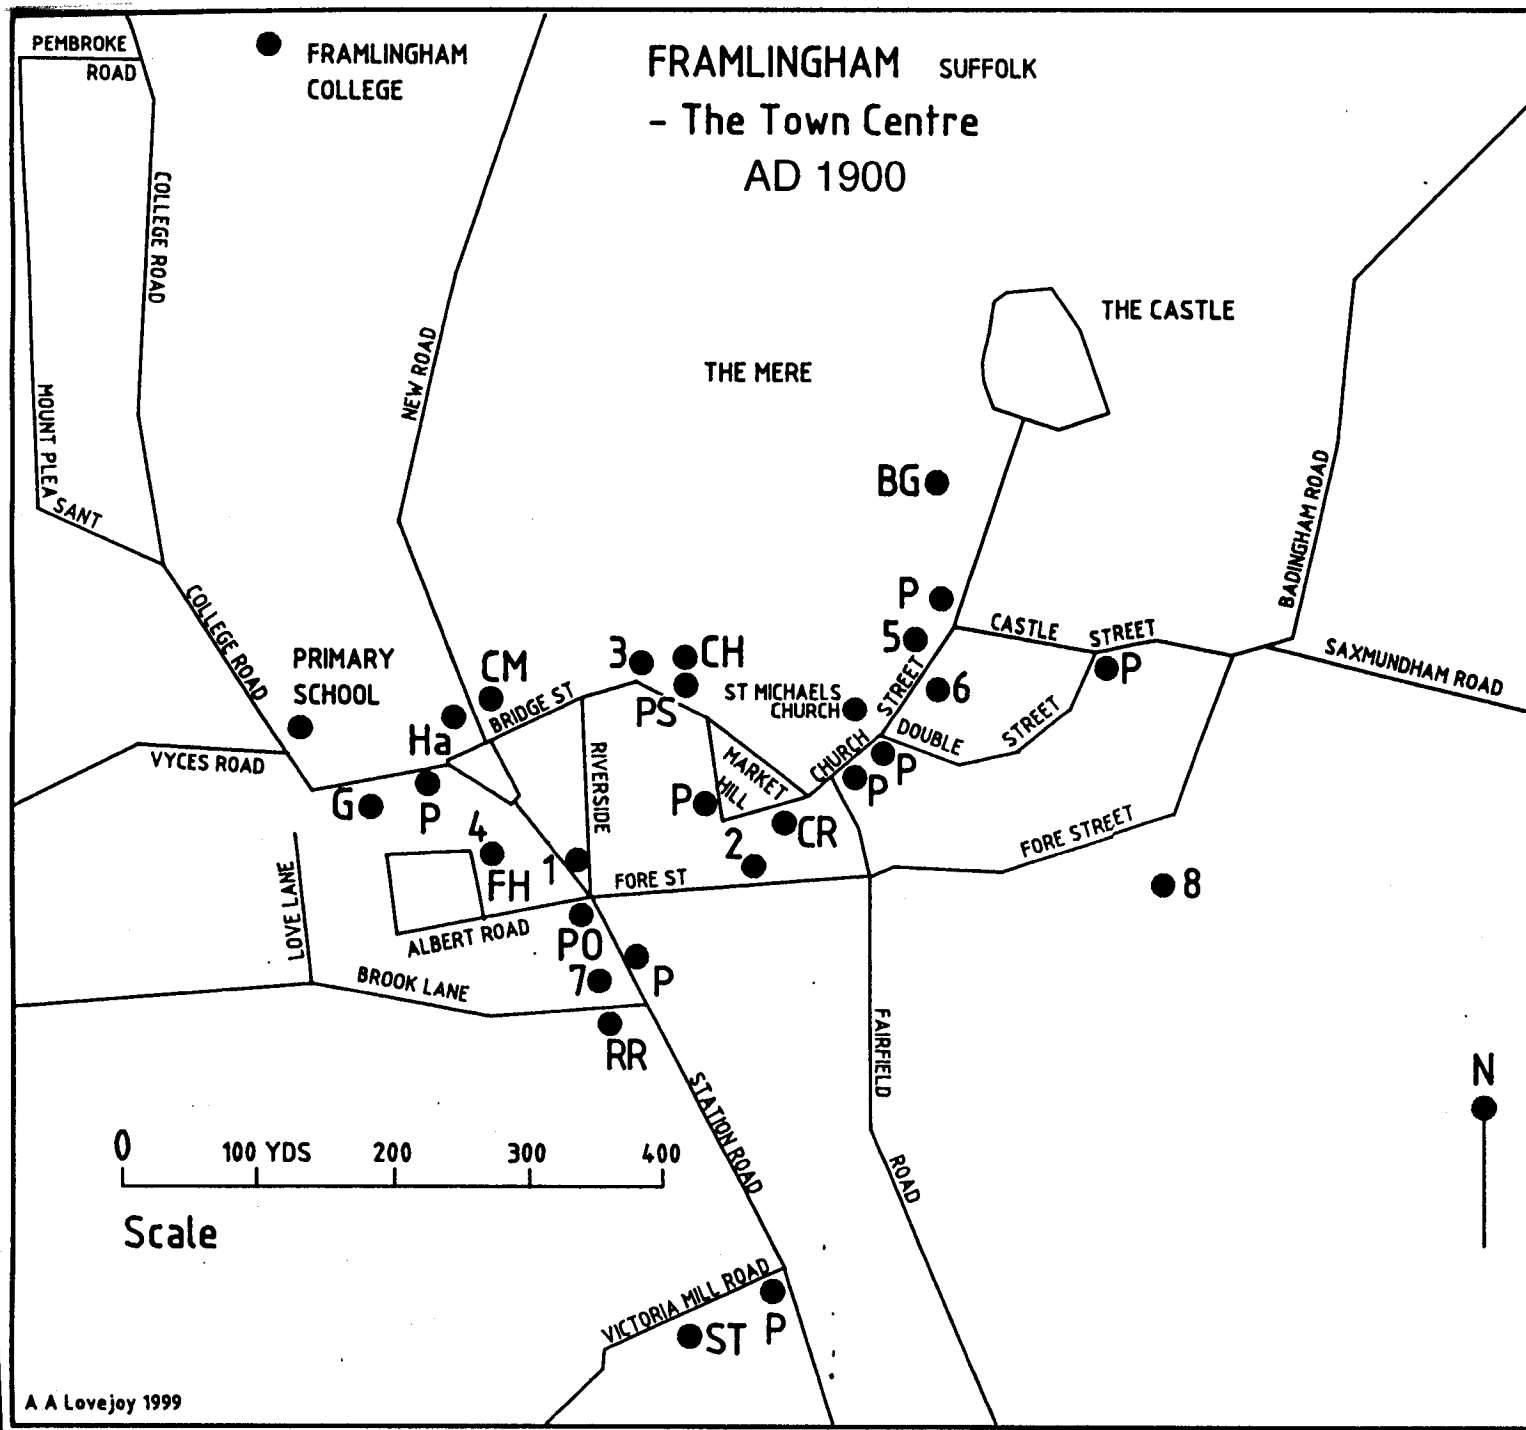 PEMBROKE
ROAD
FRAMLINGHAM
COLLEGE
FRAMLINGHAM SUFFOLK
- The Town Centre
AD 1900
COLLEGE ROAD
NEW ROAD
THE CASTLE
THE MERE
MOUNT PLEASANT
BG
BADINGHAM ROAD
P
5
CASTLE STREET
COLLEGE ROAD
PRIMARY
SCHOOL
CM
3
CH
PS
ST MICHAELS
CHURCH
6
P
SAXMUNDHAM ROAD
Ha
BRIDGE ST
CHURCH STREET
DOUBLE STREET
VYCES ROAD
RIVERSIDE
MARKET
HILL
P
P
G
P
P
4
FH
1
2
CR
FORE STREET
LOVE LANE
FORE ST
8
ALBERT ROAD
PO
P
7
BROOK LANE
RR
FAIRFIELD
ROAD
N
STATION ROAD
0 100 YDS 200 300 400
Scale
VICTORIA MILL ROAD
ST
P
A A Lovejoy 1999